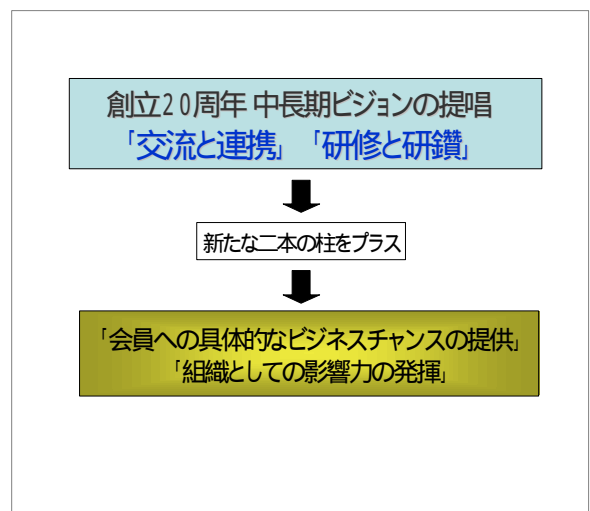 創立20周年 中長期ビジョンの提唱
「交流と連携」「研修と研鑽」
新たな二本の柱をプラス
「会員への具体的なビジネスチャンスの提供」
「組織としての影響力の発揮」